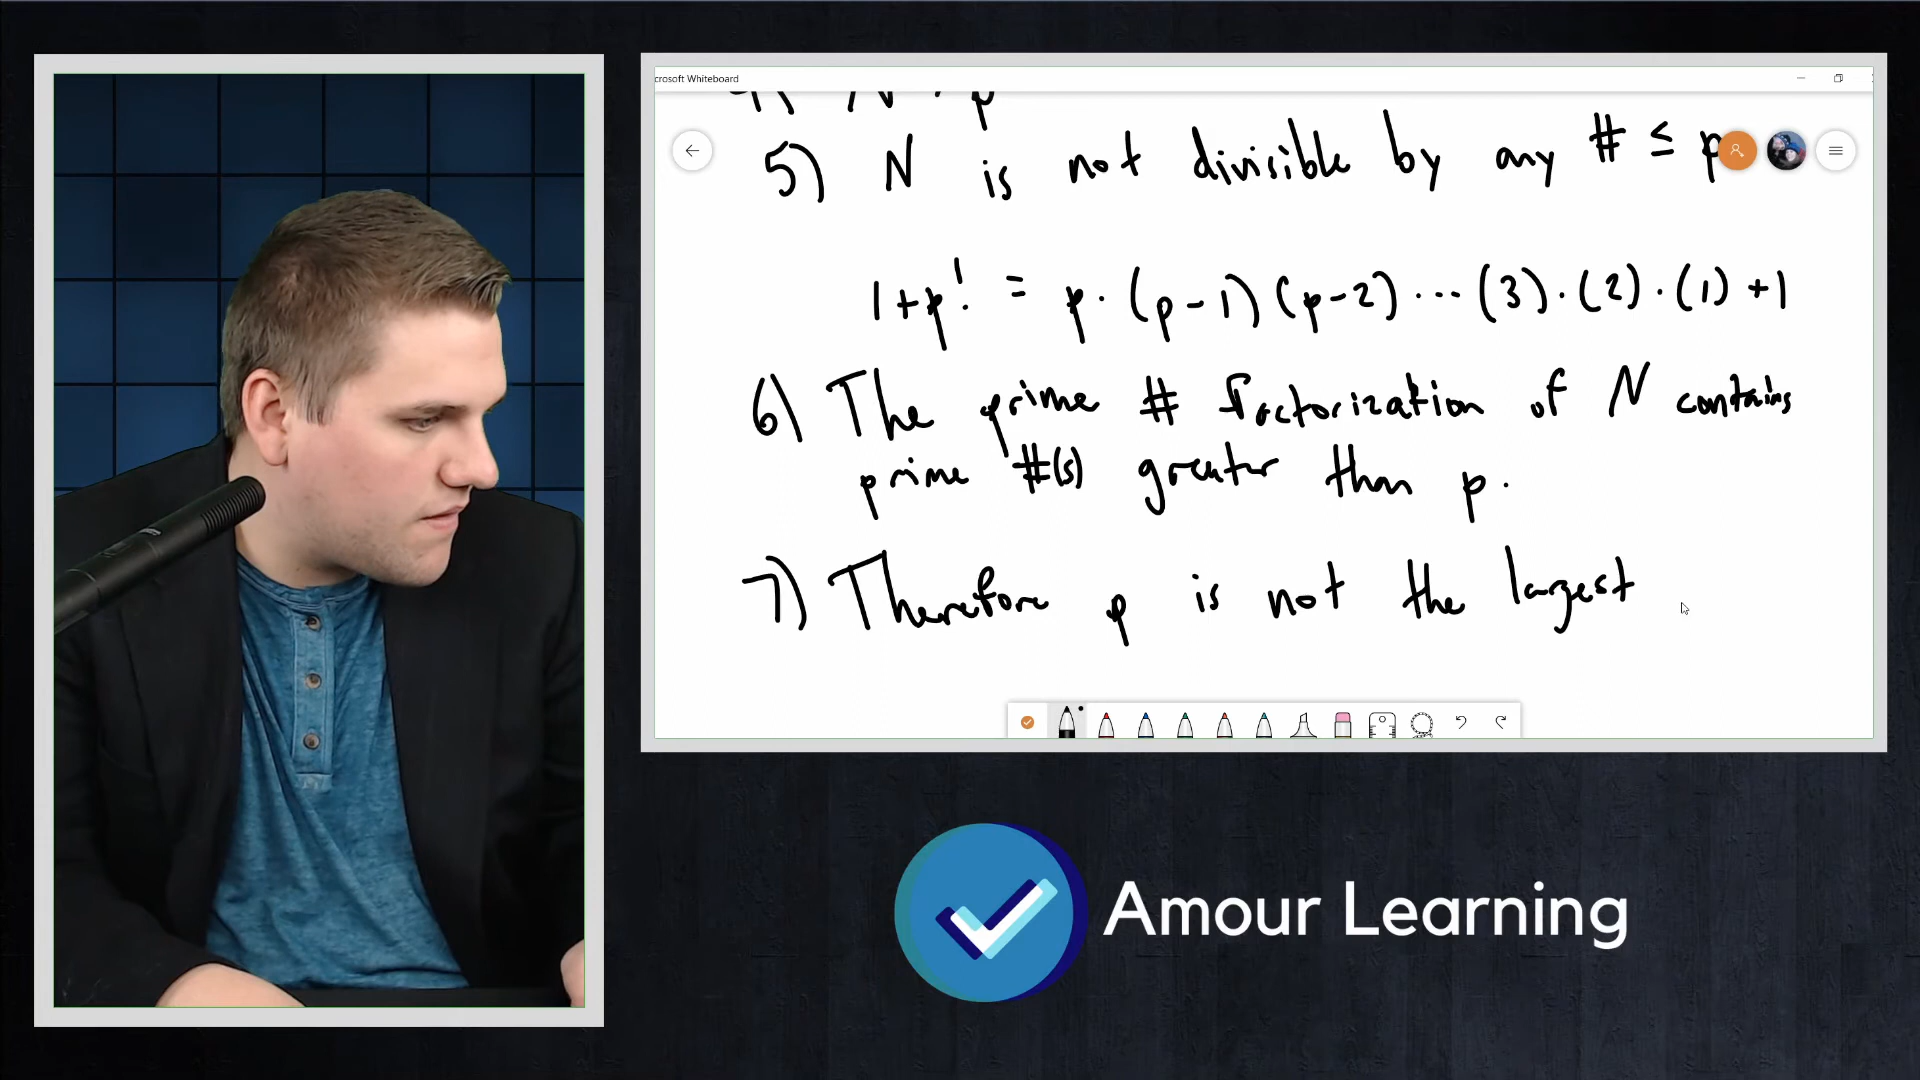 crosoft Whiteboard
4) N > p
5) N is not divisible by any # ≤ p
1+p! = p·(p-1)(p-2)···(3)·(2)·(1)+1
6) The prime # factorization of N contains
prime #(s) greater than p.
7) Therefore p is not the largest
Amour Learning